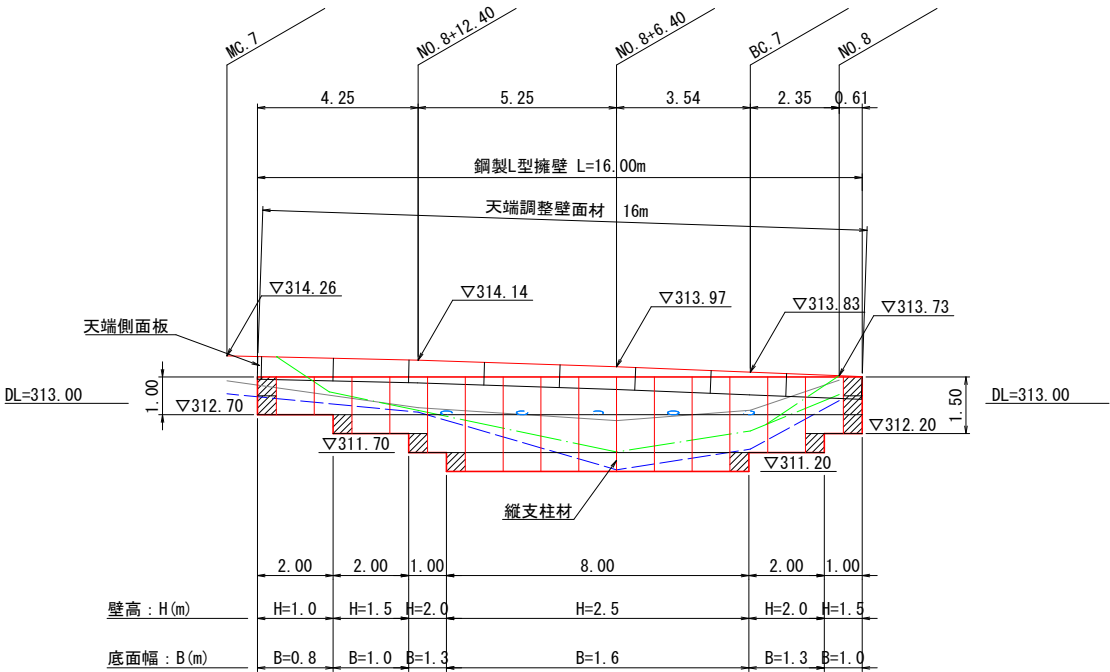 MC.7
NO.8+12.40
NO.8+6.40
BC.7
NO.8
4.25
5.25
3.54
2.35
0.61
鋼製L型擁壁 L=16.00m
天端調整壁面材 16m
▽314.26
▽314.14
▽313.97
▽313.83
▽313.73
天端側面板
DL=313.00
1.00
▽312.70
1.50
DL=313.00
▽312.20
▽311.70
▽311.20
縦支柱材
2.00
2.00
1.00
8.00
2.00
1.00
壁高：H(m)
H=1.0
H=1.5
H=2.0
H=2.5
H=2.0
H=1.5
底面幅：B(m)
B=0.8
B=1.0
B=1.3
B=1.6
B=1.3
B=1.0